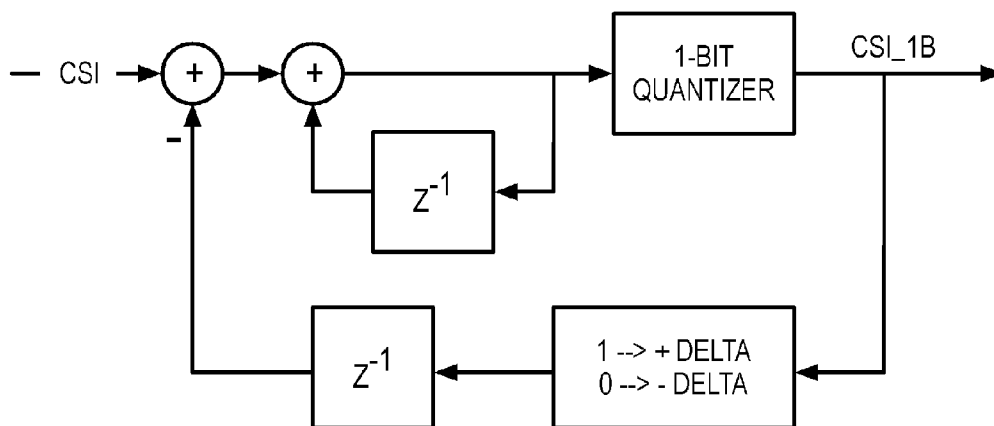 CSI
+
+
1-BIT
QUANTIZER
CSI_1B
-
Z⁻¹
Z⁻¹
1 --> + DELTA
0 --> - DELTA